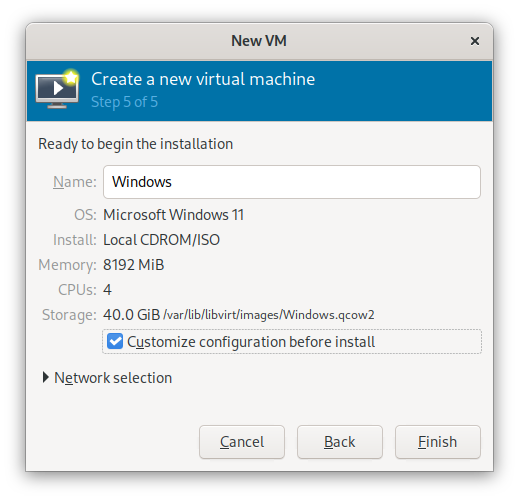 New VM
Create a new virtual machine
Step 5 of 5
Ready to begin the installation
Name: Windows
OS: Microsoft Windows 11
Install: Local CDROM/ISO
Memory: 8192 MiB
CPUs: 4
Storage: 40.0 GiB /var/lib/libvirt/images/Windows.qcow2
Customize configuration before install
Network selection
Cancel Back Finish